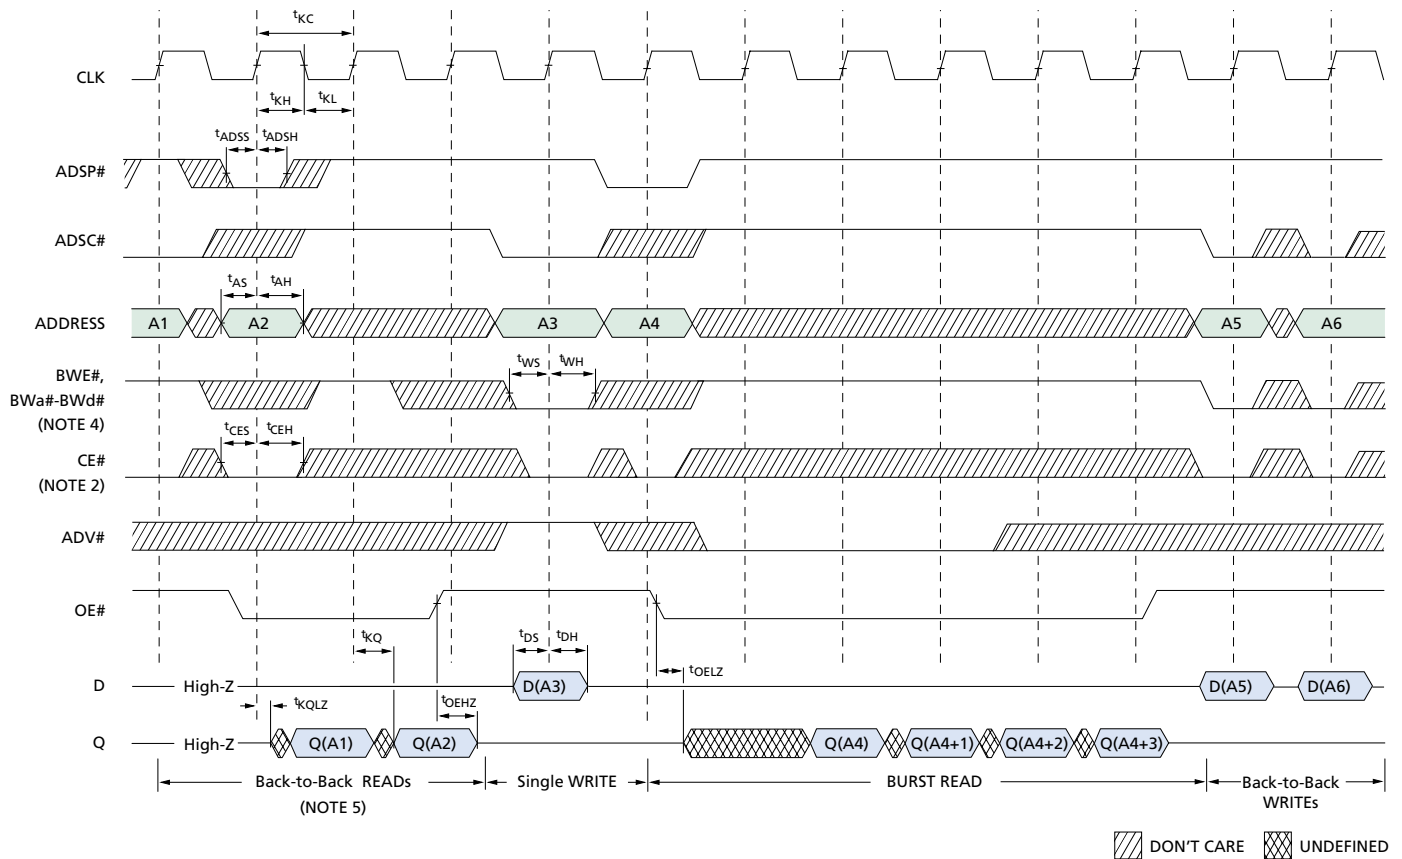 tKC
CLK
tKH
tKL
tADSS
tADSH
ADSP#
ADSC#
tAS
tAH
ADDRESS
A1
A2
A3
A4
A5
A6
BWE#,
BWa#-BWd#
(NOTE 4)
tWS
tWH
tCES
tCEH
CE#
(NOTE 2)
ADV#
OE#
tKQ
tDS
tDH
tOELZ
D
High-Z
D(A3)
D(A5)
D(A6)
tKQLZ
tOEHZ
Q
High-Z
Q(A1)
Q(A2)
Q(A4)
Q(A4+1)
Q(A4+2)
Q(A4+3)
Back-to-Back READs
(NOTE 5)
Single WRITE
BURST READ
Back-to-Back
WRITEs
DON'T CARE
UNDEFINED